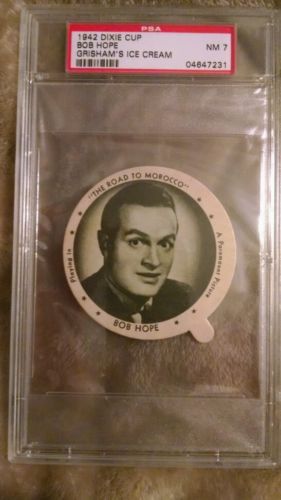 PSA
1942 DIXIE CUP
BOB HOPE NM 7
GRISHAM'S ICE CREAM
04647231
Playing in
"THE ROAD TO MOROCCO"
A Paramount Picture
BOB HOPE